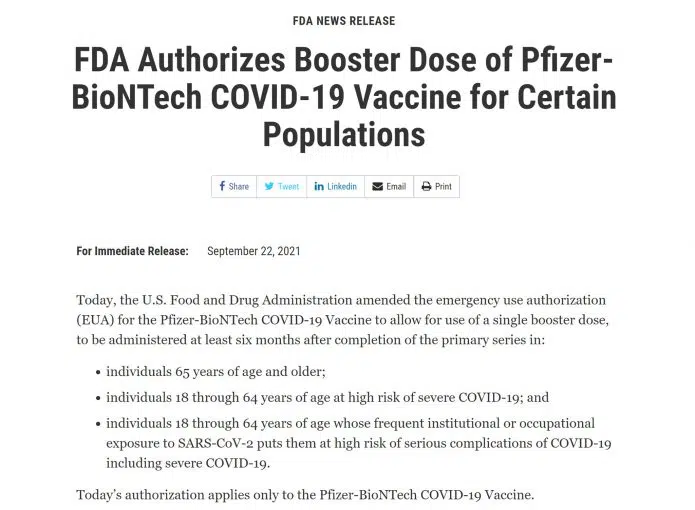 FDA NEWS RELEASE
FDA Authorizes Booster Dose of Pfizer-
BioNTech COVID-19 Vaccine for Certain
Populations
Share Tweet Linkedin Email Print
For Immediate Release: September 22, 2021
Today, the U.S. Food and Drug Administration amended the emergency use authorization
(EUA) for the Pfizer-BioNTech COVID-19 Vaccine to allow for use of a single booster dose,
to be administered at least six months after completion of the primary series in:
• individuals 65 years of age and older;
• individuals 18 through 64 years of age at high risk of severe COVID-19; and
• individuals 18 through 64 years of age whose frequent institutional or occupational
exposure to SARS-CoV-2 puts them at high risk of serious complications of COVID-19
including severe COVID-19.
Today's authorization applies only to the Pfizer-BioNTech COVID-19 Vaccine.